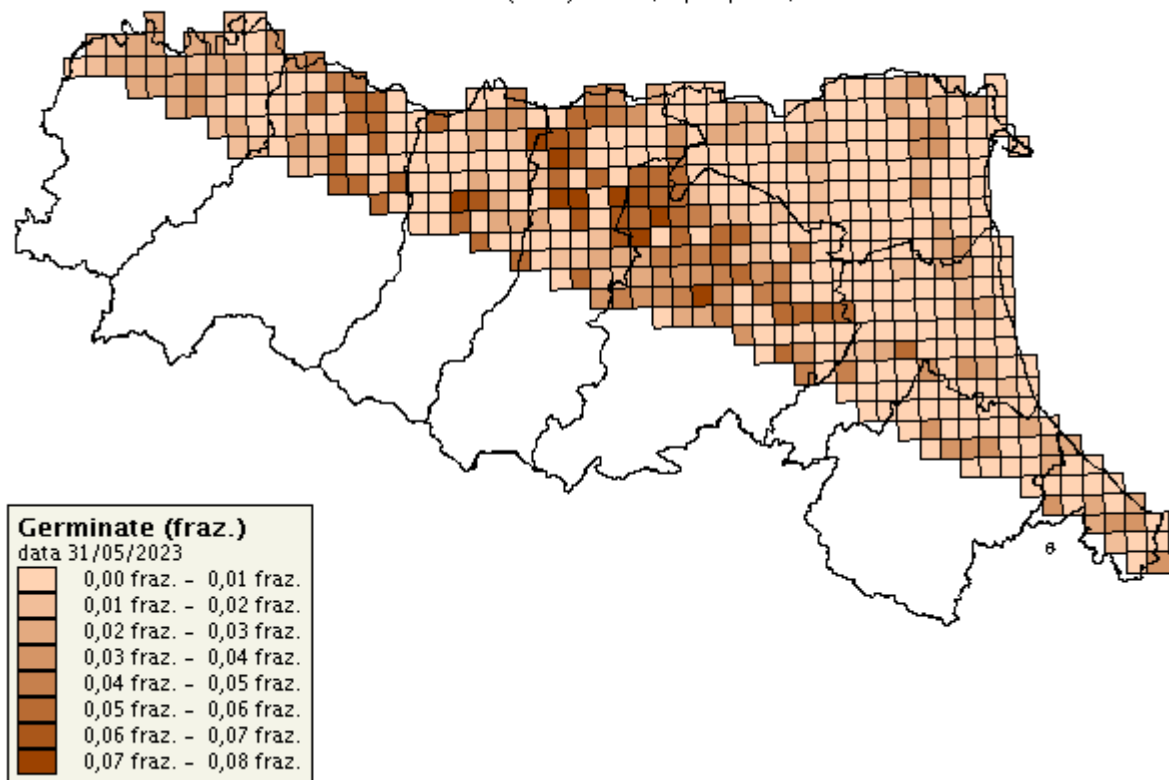 Germinate (fraz.)
data 31/05/2023
0,00 fraz. - 0,01 fraz.
0,01 fraz. - 0,02 fraz.
0,02 fraz. - 0,03 fraz.
0,03 fraz. - 0,04 fraz.
0,04 fraz. - 0,05 fraz.
0,05 fraz. - 0,06 fraz.
0,06 fraz. - 0,07 fraz.
0,07 fraz. - 0,08 fraz.